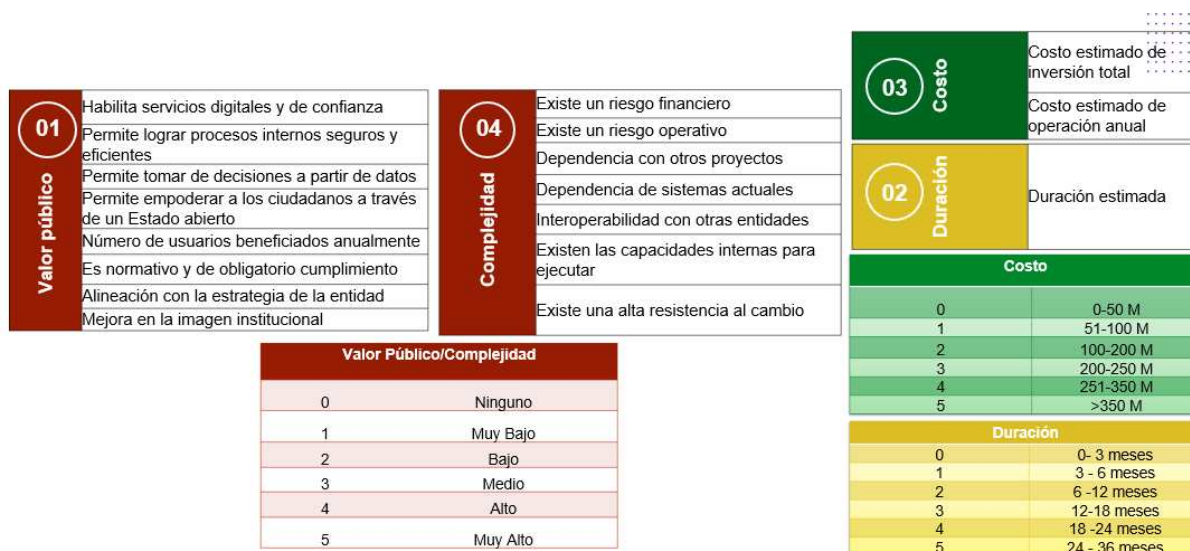 01
Valor público
Habilita servicios digitales y de confianza
Permite lograr procesos internos seguros y
eficientes
Permite tomar de decisiones a partir de datos
Permite empoderar a los ciudadanos a través
de un Estado abierto
Número de usuarios beneficiados anualmente
Es normativo y de obligatorio cumplimiento
Alineación con la estrategia de la entidad
Mejora en la imagen institucional
04
Complejidad
Existe un riesgo financiero
Existe un riesgo operativo
Dependencia con otros proyectos
Dependencia de sistemas actuales
Interoperabilidad con otras entidades
Existen las capacidades internas para
ejecutar
Existe una alta resistencia al cambio
03
Costo
Costo estimado de
inversión total
Costo estimado de
operación anual
02
Duración
Duración estimada
Valor Público/Complejidad
0 Ninguno
1 Muy Bajo
2 Bajo
3 Medio
4 Alto
5 Muy Alto
Costo
0 0-50 M
1 51-100 M
2 100-200 M
3 200-250 M
4 251-350 M
5 >350 M
Duración
0 0- 3 meses
1 3 - 6 meses
2 6 -12 meses
3 12-18 meses
4 18 -24 meses
5 24 - 36 meses